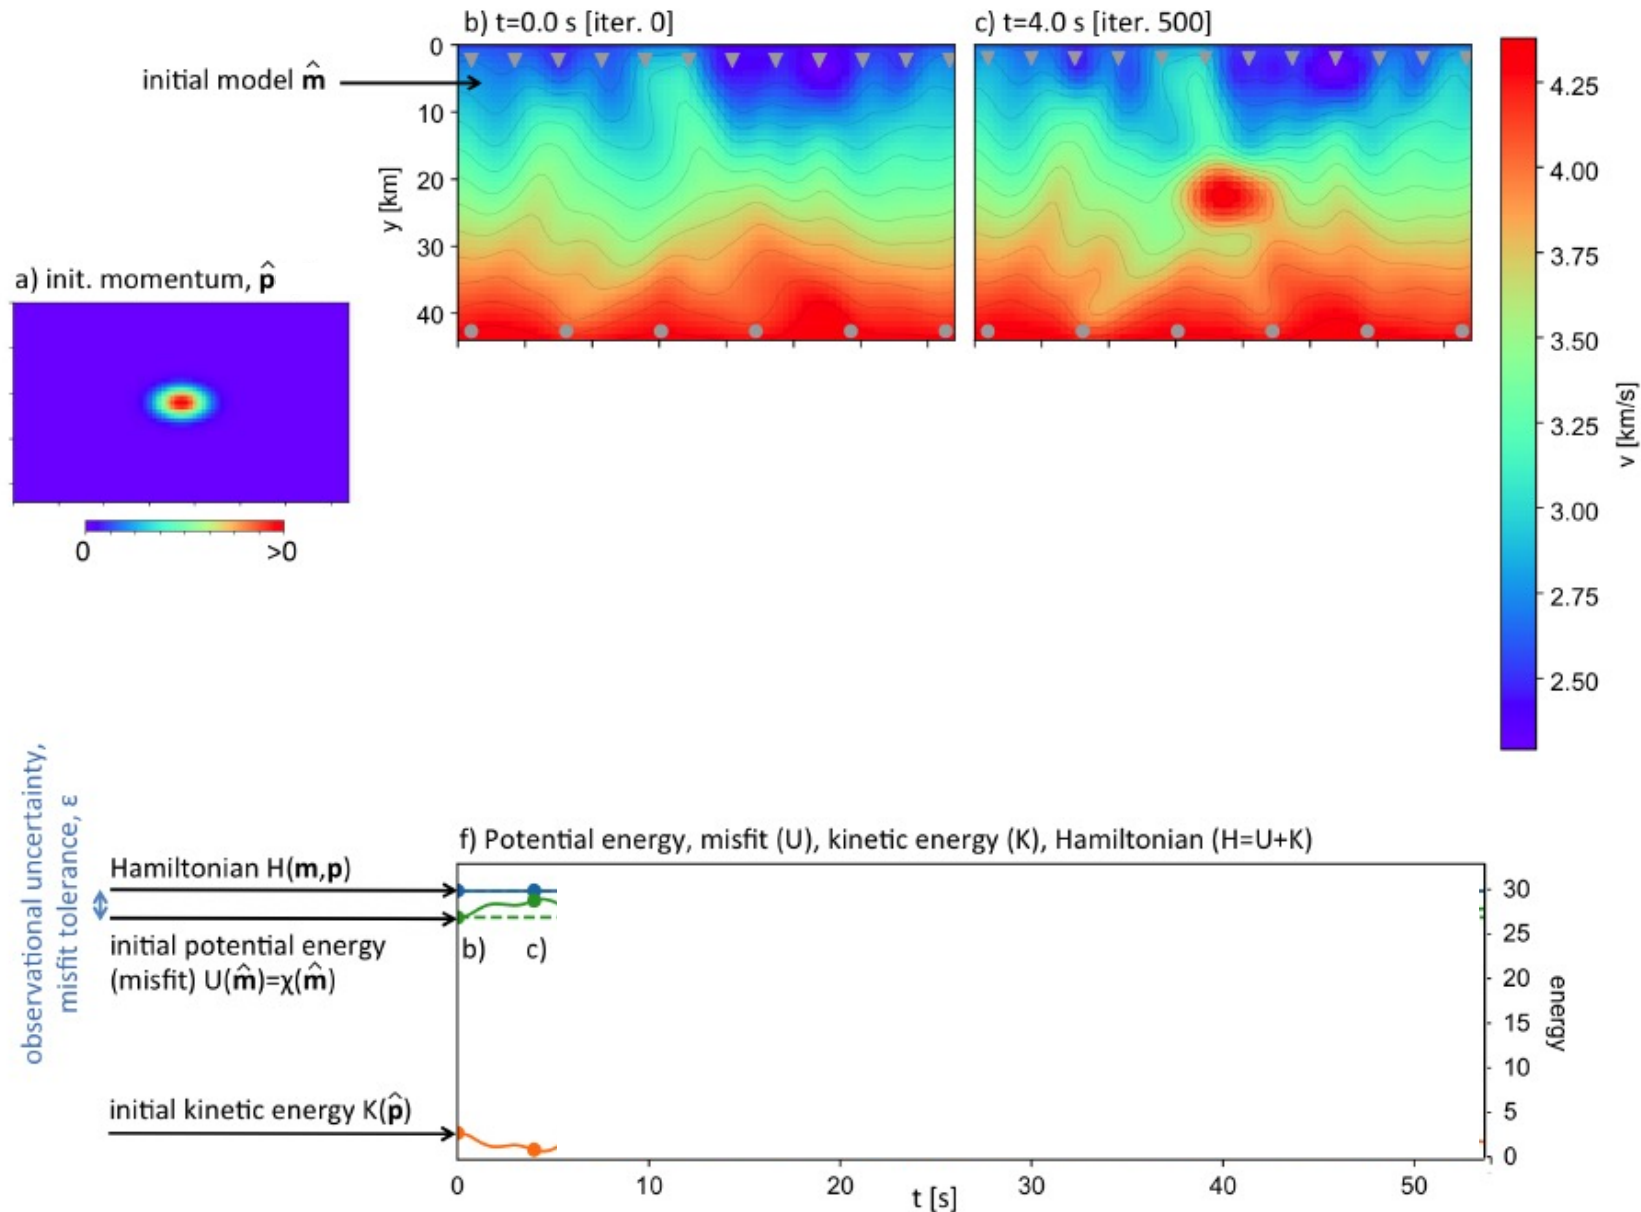 b) t=0.0 s [iter. 0]
c) t=4.0 s [iter. 500]
initial model m̂
0
10
20
30
40
y [km]
a) init. momentum, p̂
0
>0
4.25
4.00
3.75
3.50
3.25
3.00
2.75
2.50
v [km/s]
observational uncertainty,
misfit tolerance, ε
f) Potential energy, misfit (U), kinetic energy (K), Hamiltonian (H=U+K)
Hamiltonian H(m,p)
initial potential energy
(misfit) U(m̂)=χ(m̂)
initial kinetic energy K(p̂)
b)
c)
30
25
20
15
10
5
0
energy
0
10
20
30
40
50
t [s]